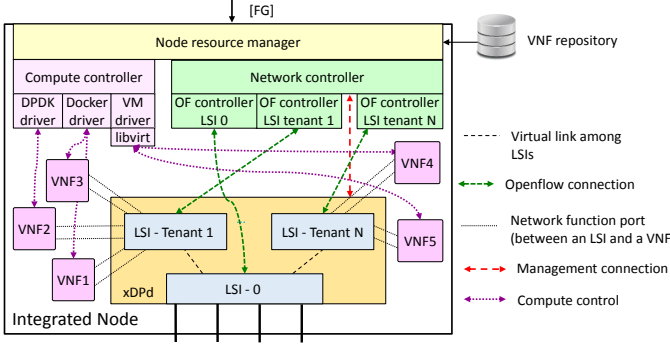 [FG]
Node resource manager
VNF repository
Compute controller
Network controller
DPDK
driver
Docker
driver
VM
driver
libvirt
OF controller
LSI 0
OF controller
LSI tenant 1
OF controller
LSI tenant N
Virtual link among
LSIs
VNF4
VNF3
Openflow connection
VNF2
LSI - Tenant 1
LSI - Tenant N
VNF5
Network function port
(between an LSI and a VNF
VNF1
Management connection
xDPd
LSI - 0
Compute control
Integrated Node